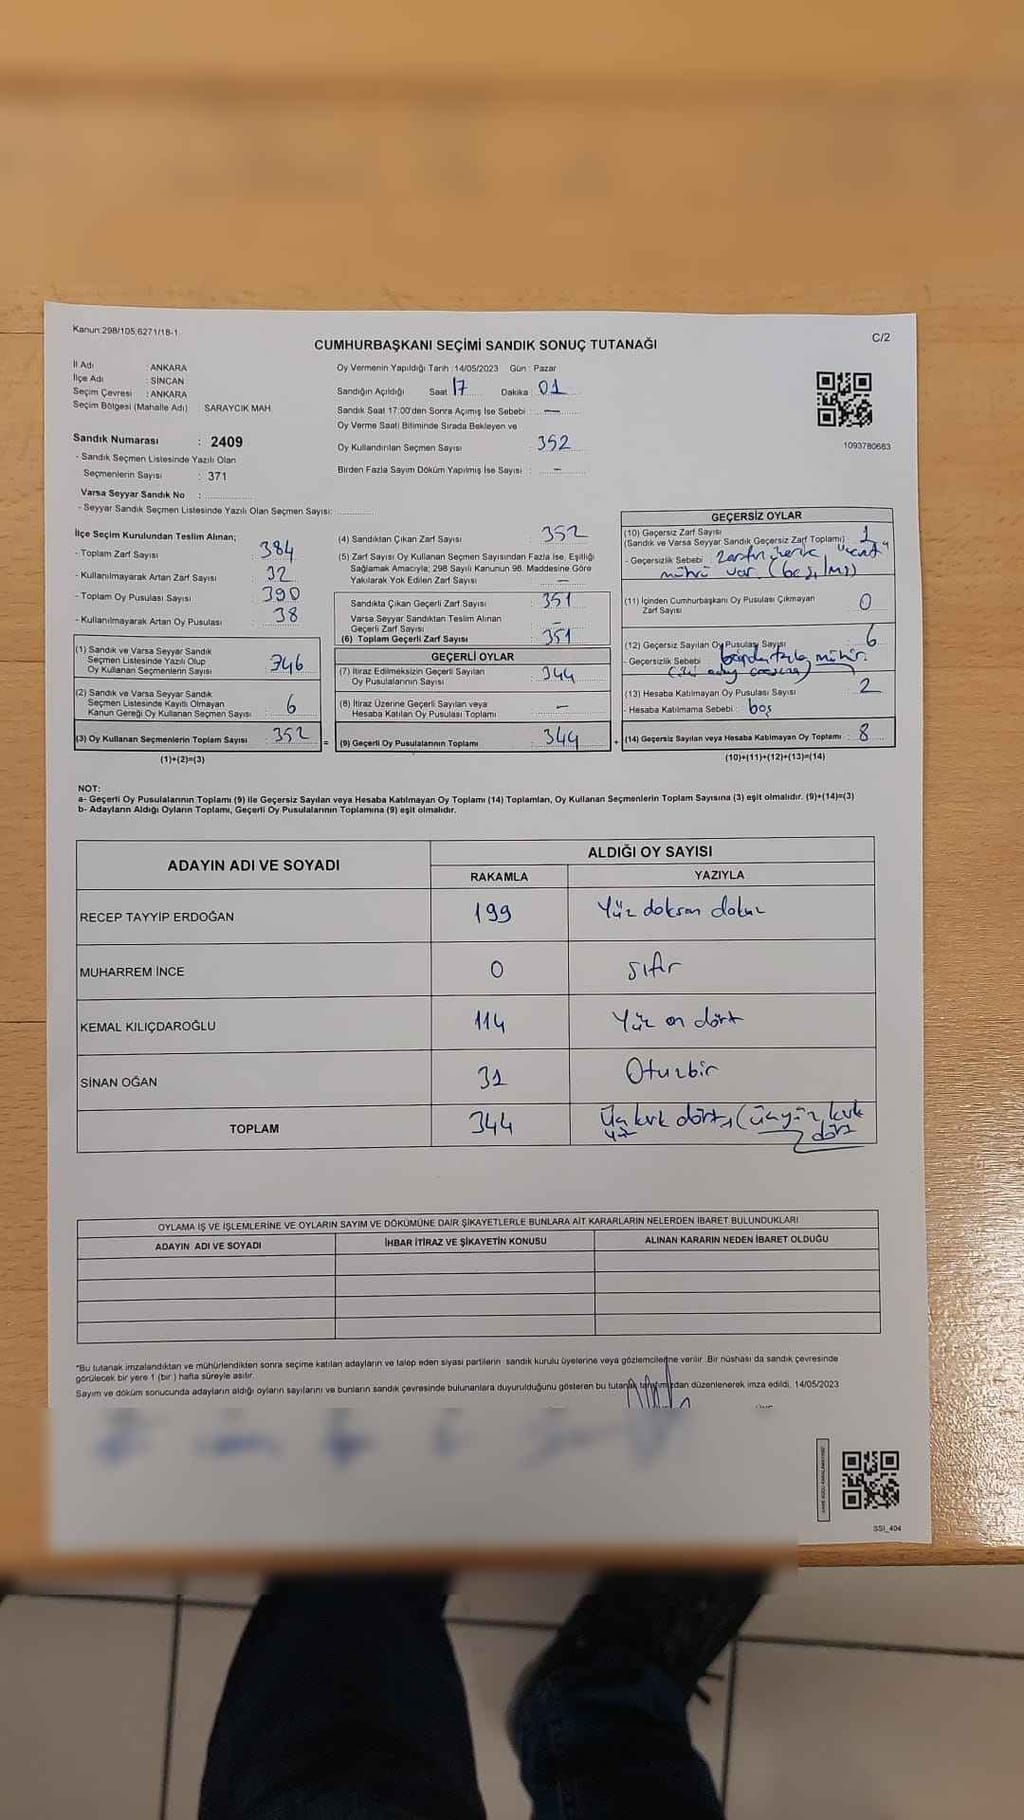 Kanun:298/105,6271/18-1
C/2
CUMHURBAŞKANI SEÇİMİ SANDIK SONUÇ TUTANAĞI
İl Adı : ANKARA
İlçe Adı : SİNCAN
Seçim Çevresi : ANKARA
Seçim Bölgesi (Mahalle Adı) : SARAYCIK MAH.
Sandık Numarası : 2409
- Sandık Seçmen Listesinde Yazılı Olan
Seçmenlerin Sayısı : 371
Varsa Seyyar Sandık No :
- Seyyar Sandık Seçmen Listesinde Yazılı Olan Seçmen Sayısı:
Oy Vermenin Yapıldığı Tarih :14/05/2023 Gün : Pazar
Sandığın Açıldığı Saat 17 Dakika : 01
Sandık Saat 17:00'den Sonra Açımış İse Sebebi : —
Oy Verme Saati Bitiminde Sırada Bekleyen ve
Oy Kullandırılan Seçmen Sayısı : 352
Birden Fazla Sayım Döküm Yapılmış İse Sayısı : -
1093780683
İlçe Seçim Kurulundan Teslim Alınan;
- Toplam Zarf Sayısı : 384
- Kullanılmayarak Artan Zarf Sayısı : 32
- Toplam Oy Pusulası Sayısı : 390
- Kullanılmayarak Artan Oy Pusulası : 38
(1) Sandık ve Varsa Seyyar Sandık
Seçmen Listesinde Yazılı Olup
Oy Kullanan Seçmenlerin Sayısı : 346
(2) Sandık ve Varsa Seyyar Sandık
Seçmen Listesinde Kayıtlı Olmayan
Kanun Gereği Oy Kullanan Seçmen Sayısı : 6
(3) Oy Kullanan Seçmenlerin Toplam Sayısı : 352
(1)+(2)=(3)
(4) Sandıktan Çıkan Zarf Sayısı : 352
(5) Zarf Sayısı Oy Kullanan Seçmen Sayısından Fazla İse, Eşitliği
Sağlamak Amacıyla; 298 Sayılı Kanunun 98. Maddesine Göre
Yakılarak Yok Edilen Zarf Sayısı : —
Sandıkta Çıkan Geçerli Zarf Sayısı : 351
Varsa Seyyar Sandıktan Teslim Alınan
Geçerli Zarf Sayısı : —
(6) Toplam Geçerli Zarf Sayısı : 351
GEÇERLİ OYLAR
(7) İtiraz Edilmeksizin Geçerli Sayılan
Oy Pusulalarının Sayısı : 344
(8) İtiraz Üzerine Geçerli Sayılan veya
Hesaba Katılan Oy Pusulası Toplamı : —
= (9) Geçerli Oy Pusulalarının Toplamı : 344
GEÇERSİZ OYLAR
(10) Geçersiz Zarf Sayısı
(Sandık ve Varsa Seyyar Sandık Geçersiz Zarf Toplamı) : 1
- Geçersizlik Sebebi : Zarfın
mührü var.
(11) İçinden Cumhurbaşkanı Oy Pusulası Çıkmayan
Zarf Sayısı : 0
(12) Geçersiz Sayılan Oy Pusulası Sayısı : 6
- Geçersizlik Sebebi : birden fazla mühür.
(13) Hesaba Katılmayan Oy Pusulası Sayısı : 2
- Hesaba Katılmama Sebebi : boş
+ (14) Geçersiz Sayılan veya Hesaba Katılmayan Oy Toplamı : 8
(10)+(11)+(12)+(13)=(14)
NOT:
a- Geçerli Oy Pusulalarının Toplamı (9) ile Geçersiz Sayılan veya Hesaba Katılmayan Oy Toplamı (14) Toplamları, Oy Kullanan Seçmenlerin Toplam Sayısına (3) eşit olmalıdır. (9)+(14)=(3)
b- Adayların Aldığı Oyların Toplamı, Geçerli Oy Pusulalarının Toplamına (9) eşit olmalıdır.
ADAYIN ADI VE SOYADI
ALDIĞI OY SAYISI
RAKAMLA YAZIYLA
RECEP TAYYİP ERDOĞAN 199 Yüz doksan dokuz
MUHARREM İNCE 0 sıfır
KEMAL KILIÇDAROĞLU 114 Yüz on dört
SİNAN OĞAN 31 Oturbir
TOPLAM 344 Üç yüz kırk dört (üçyüz kırk
dört
OYLAMA İŞ VE İŞLEMLERİNE VE OYLARIN SAYIM VE DÖKÜMÜNE DAİR ŞİKAYETLERLE BUNLARA AİT KARARLARIN NELERDEN İBARET BULUNDUKLARI
ADAYIN ADI VE SOYADI İHBAR İTİRAZ VE ŞİKAYETİN KONUSU ALINAN KARARIN NEDEN İBARET OLDUĞU
*Bu tutanak imzalandıktan ve mühürlendikten sonra seçime katılan adayların ve talep eden siyasi partilerin sandık kurulu üyelerine veya gözlemcilerine verilir. Bir nüshası da sandık çevresinde
görülecek bir yere 1 (bir ) hafta süreyle asılır.
Sayım ve döküm sonucunda adayların aldığı oyların sayılarını ve bunların sandık çevresinde bulunanlara duyurulduğunu gösteren bu tutanak tarafımızdan düzenlenerek imza edildi. 14/05/2023
SSI_404